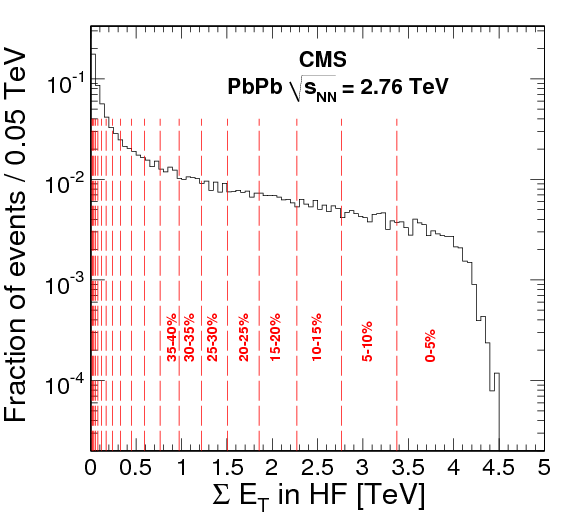 CMS
PbPb √sNN = 2.76 TeV
Fraction of events / 0.05 TeV
10-1
10-2
10-3
10-4
35-40%
30-35%
25-30%
20-25%
15-20%
10-15%
5-10%
0-5%
0 0.5 1 1.5 2 2.5 3 3.5 4 4.5 5
Σ ET in HF [TeV]